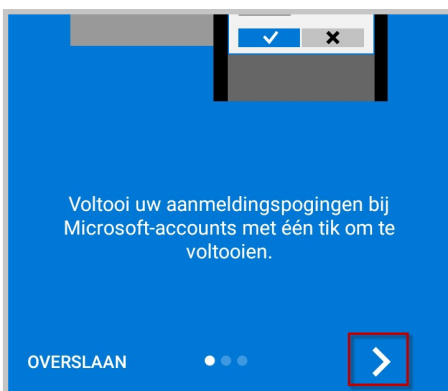 Voltooi uw aanmeldingspogingen bij
Microsoft-accounts met één tik om te
voltooien.
OVERSLAAN